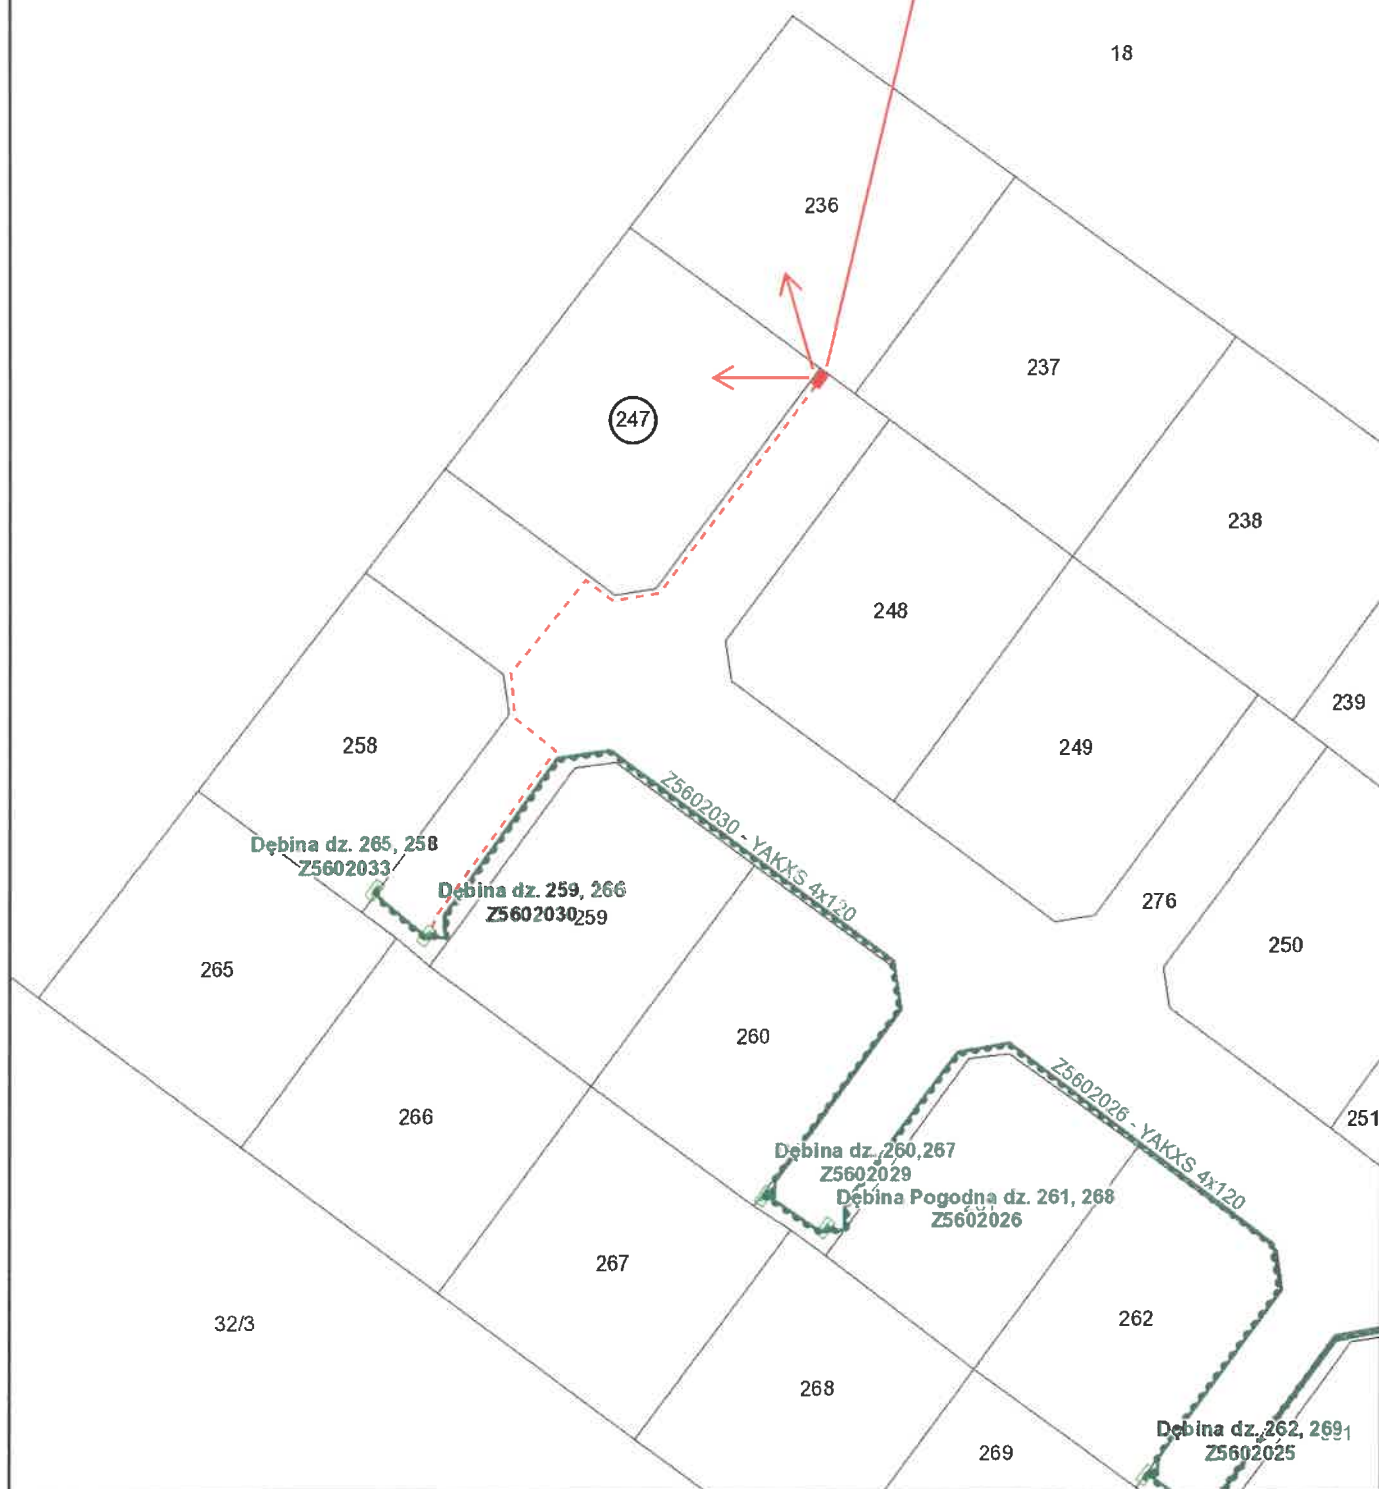 18
236
237
247
238
248
239
258
249
Z5602030 - YAKXS 4x120
Dębina dz. 265, 258
Z5602033
Dębina dz. 259, 266
Z5602030
259
276
250
265
260
Z5602026 - YAKXS 4x120
266
251
Dębina dz. 260,267
Z5602029
Dębina Pogodna dz. 261, 268
Z5602026
267
32/3
262
268
Dębina dz. 262, 269
Z5602025
269